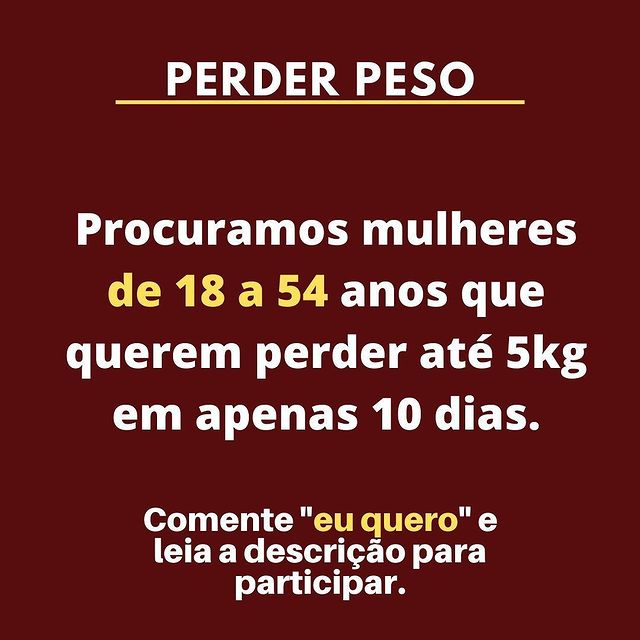 PERDER PESO
Procuramos mulheres
de 18 a 54 anos que
querem perder até 5kg
em apenas 10 dias.
Comente "eu quero" e
leia a descrição para
participar.